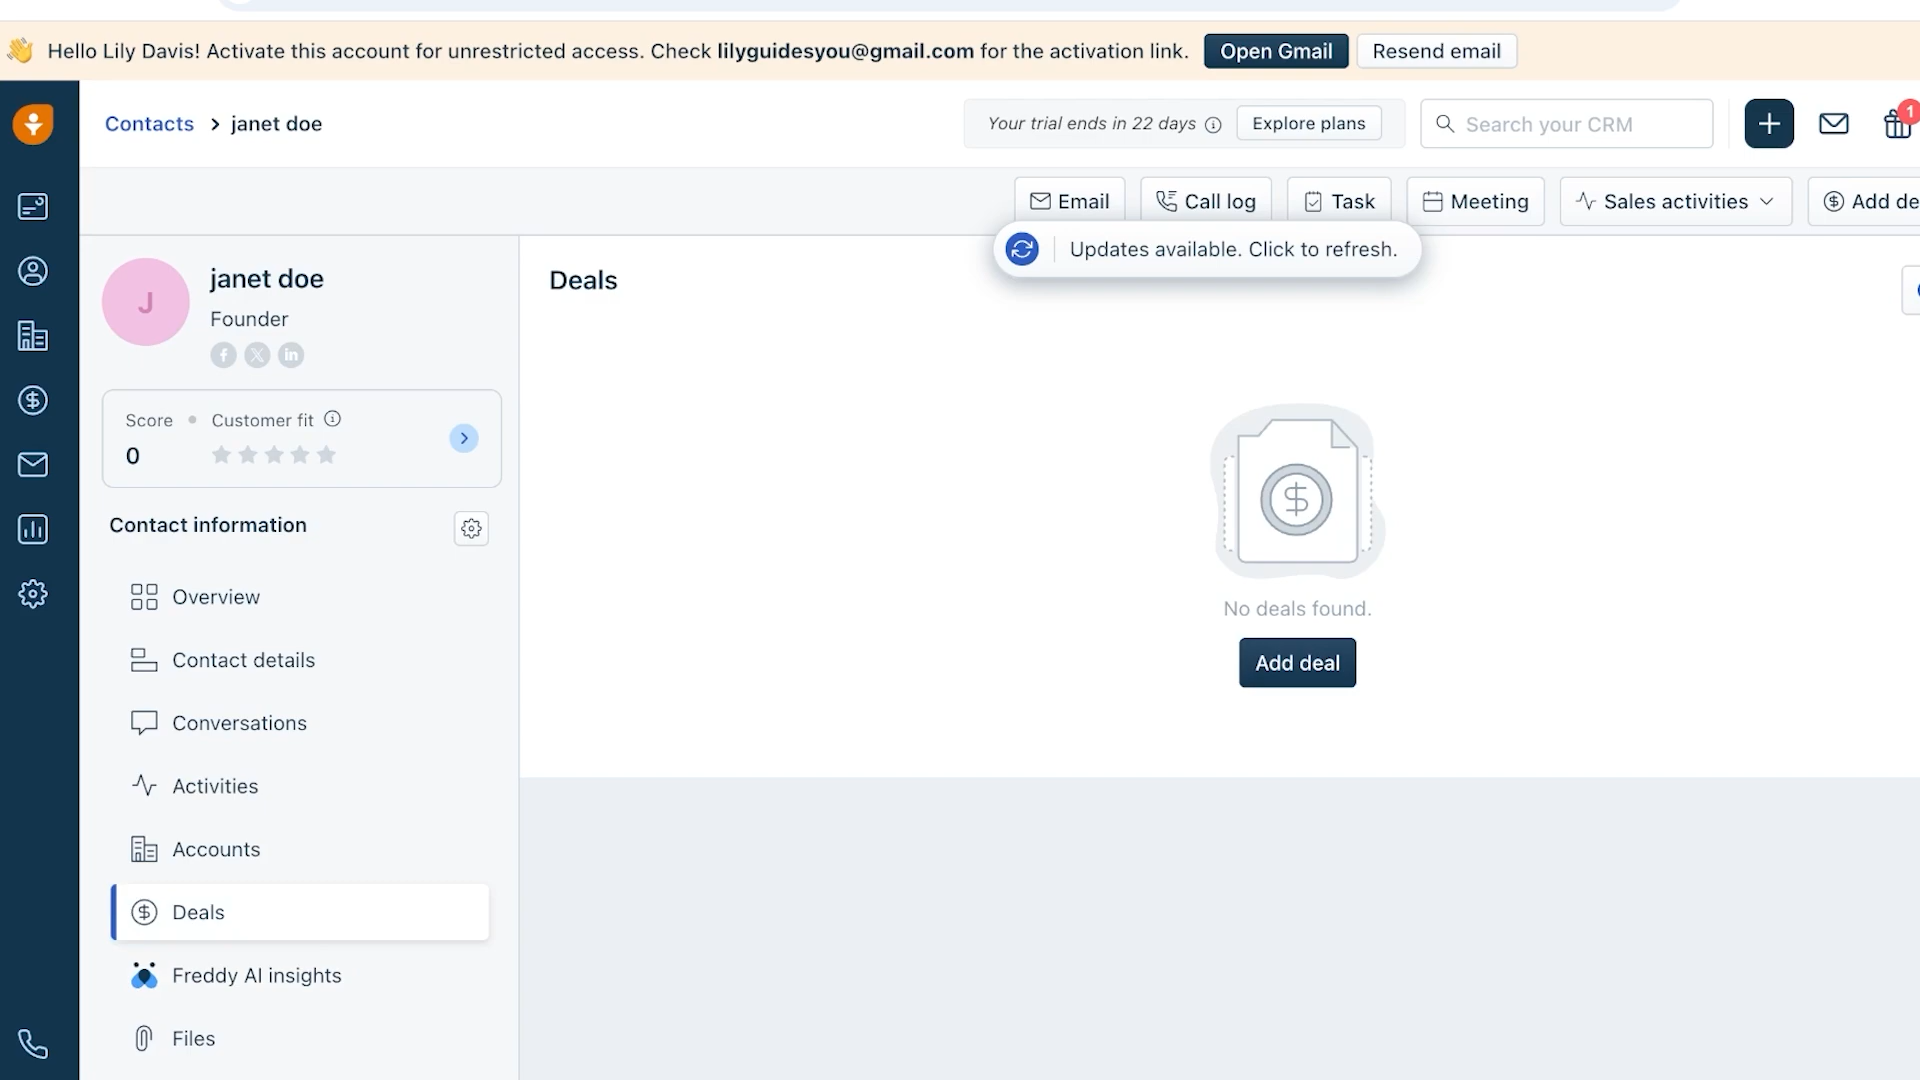 👋 Hello Lily Davis! Activate this account for unrestricted access. Check lilyguidesyou@gmail.com for the activation link. Open Gmail Resend email
Contacts > janet doe
Your trial ends in 22 days Explore plans
Search your CRM
1
Email
Call log
Task
Meeting
Sales activities
Add de
Updates available. Click to refresh.
J
janet doe
Founder
Score • Customer fit
0
Contact information
Overview
Contact details
Conversations
Activities
Accounts
Deals
Freddy AI insights
Files
Deals
No deals found.
Add deal